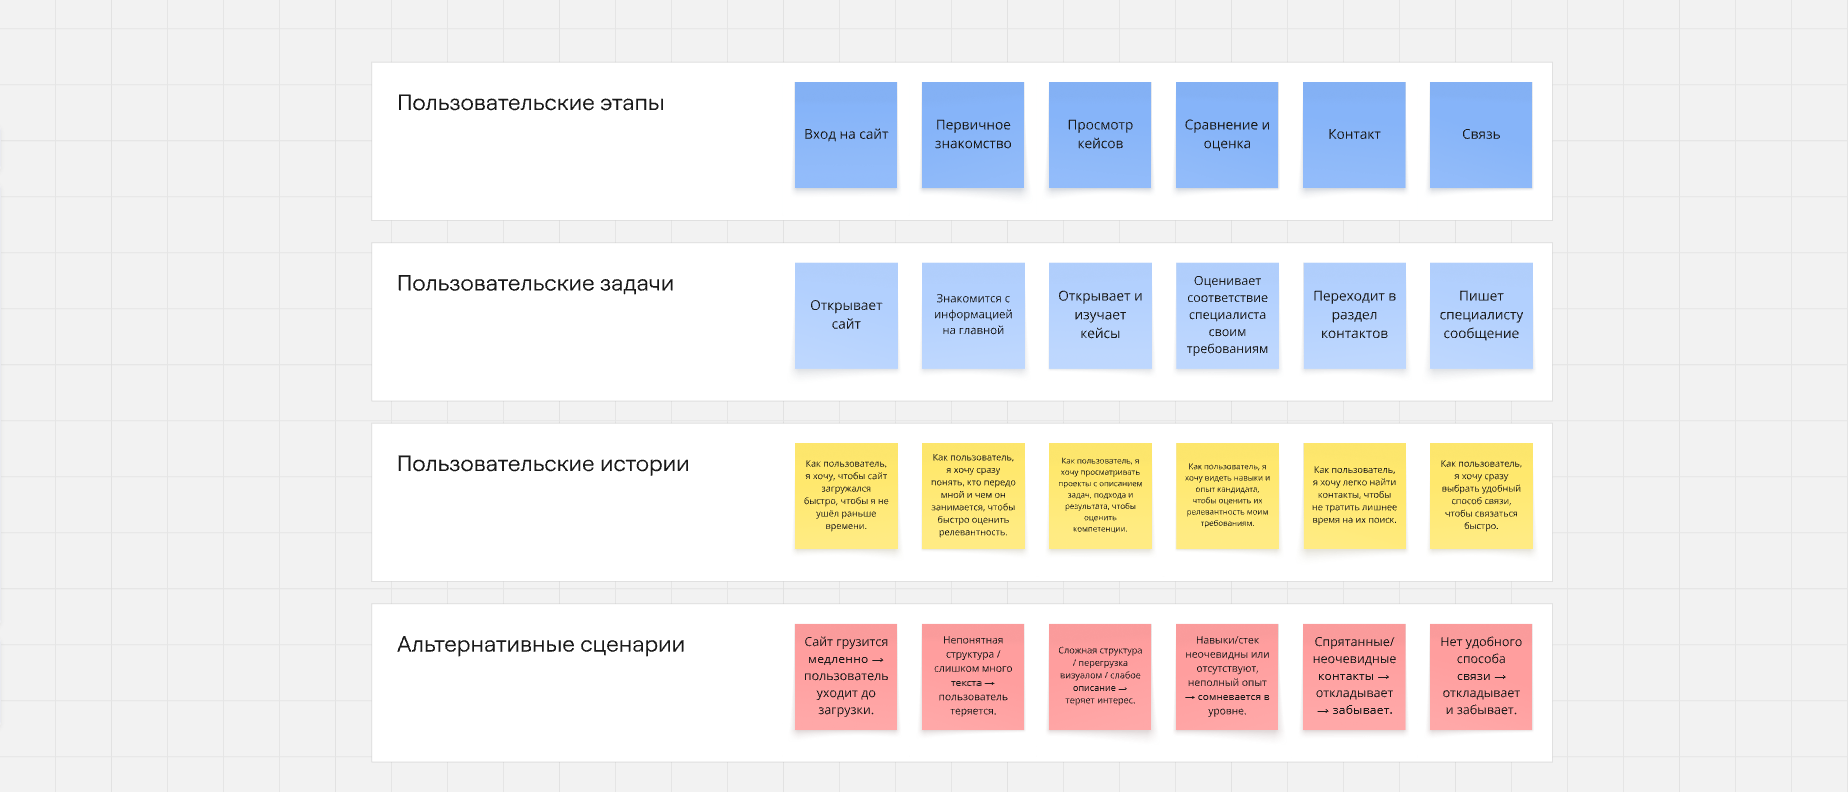 Пользовательские этапы
Вход на сайт
Первичное
знакомство
Просмотр
кейсов
Сравнение и
оценка
Контакт
Связь
Пользовательские задачи
Открывает
сайт
Знакомится с
информацией
на главной
Открывает и
изучает
кейсы
Оценивает
соответствие
специалиста
своим
требованиям
Переходит в
раздел
контактов
Пишет
специалисту
сообщение
Пользовательские истории
Как пользователь,
я хочу, чтобы сайт
загружался
быстро, чтобы я не
ушёл раньше
времени.
Как пользователь,
я хочу сразу
понять, кто передо
мной и чем он
занимается, чтобы
быстро оценить
релевантность.
Как пользователь, я
хочу просматривать
проекты с описанием
задач, подхода и
результата, чтобы
оценить
компетенции.
Как пользователь, я
хочу видеть навыки и
опыт кандидата,
чтобы оценить их
релевантность моим
требованиям.
Как пользователь,
я хочу легко найти
контакты, чтобы
не тратить лишнее
время на их поиск.
Как пользователь,
я хочу сразу
выбрать удобный
способ связи,
чтобы связаться
быстро.
Альтернативные сценарии
Сайт грузится
медленно →
пользователь
уходит до
загрузки.
Непонятная
структура /
слишком много
текста →
пользователь
теряется.
Сложная структура
/ перегрузка
визуалом / слабое
описание →
теряет интерес.
Навыки/стек
неочевидны или
отсутствуют,
неполный опыт
→ сомневается в
уровне.
Спрятанные/
неочевидные
контакты →
откладывает
→ забывает.
Нет удобного
способа
связи →
откладывает
и забывает.